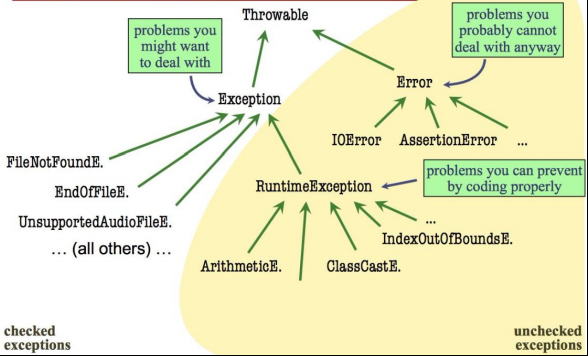 Throwable
problems you
might want
to deal with
problems you
probably cannot
deal with anyway
Error
Exception
IOError AssertionError ...
FileNotFoundE.
problems you can prevent
by coding properly
EndOfFileE.
RuntimeException
UnsupportedAudioFileE.
...
IndexOutOfBoundsE.
... (all others) ...
ArithmeticE. ClassCastE.
checked
exceptions
unchecked
exceptions